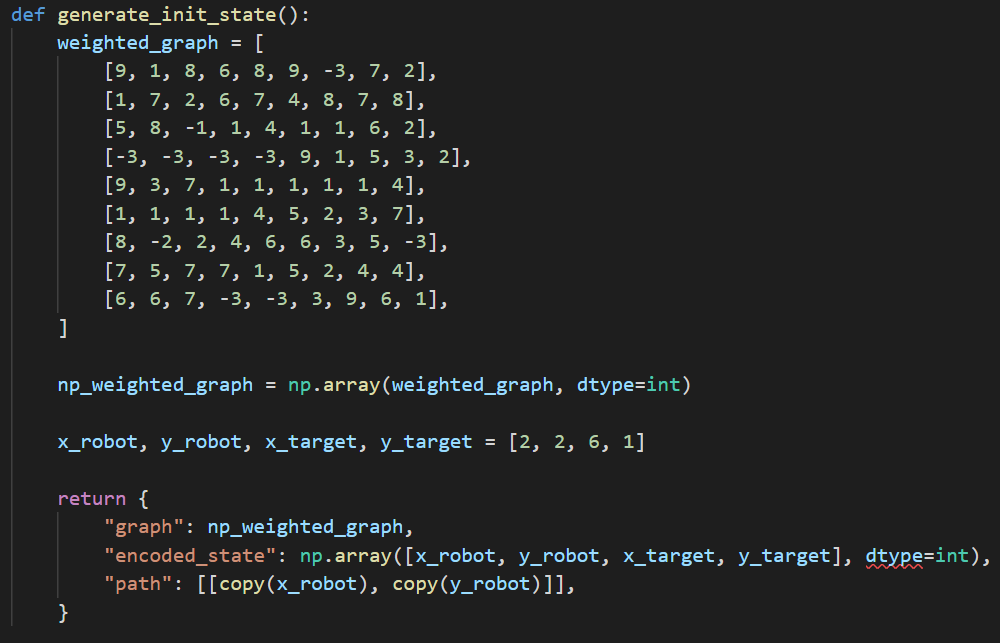 def generate_init_state():
    weighted_graph = [
        [9, 1, 8, 6, 8, 9, -3, 7, 2],
        [1, 7, 2, 6, 7, 4, 8, 7, 8],
        [5, 8, -1, 1, 4, 1, 1, 6, 2],
        [-3, -3, -3, -3, 9, 1, 5, 3, 2],
        [9, 3, 7, 1, 1, 1, 1, 1, 4],
        [1, 1, 1, 1, 4, 5, 2, 3, 7],
        [8, -2, 2, 4, 6, 6, 3, 5, -3],
        [7, 5, 7, 7, 1, 5, 2, 4, 4],
        [6, 6, 7, -3, -3, 3, 9, 6, 1],
    ]
    np_weighted_graph = np.array(weighted_graph, dtype=int)
    x_robot, y_robot, x_target, y_target = [2, 2, 6, 1]
    return {
        "graph": np_weighted_graph,
        "encoded_state": np.array([x_robot, y_robot, x_target, y_target], dtype=int),
        "path": [[copy(x_robot), copy(y_robot)]],
    }